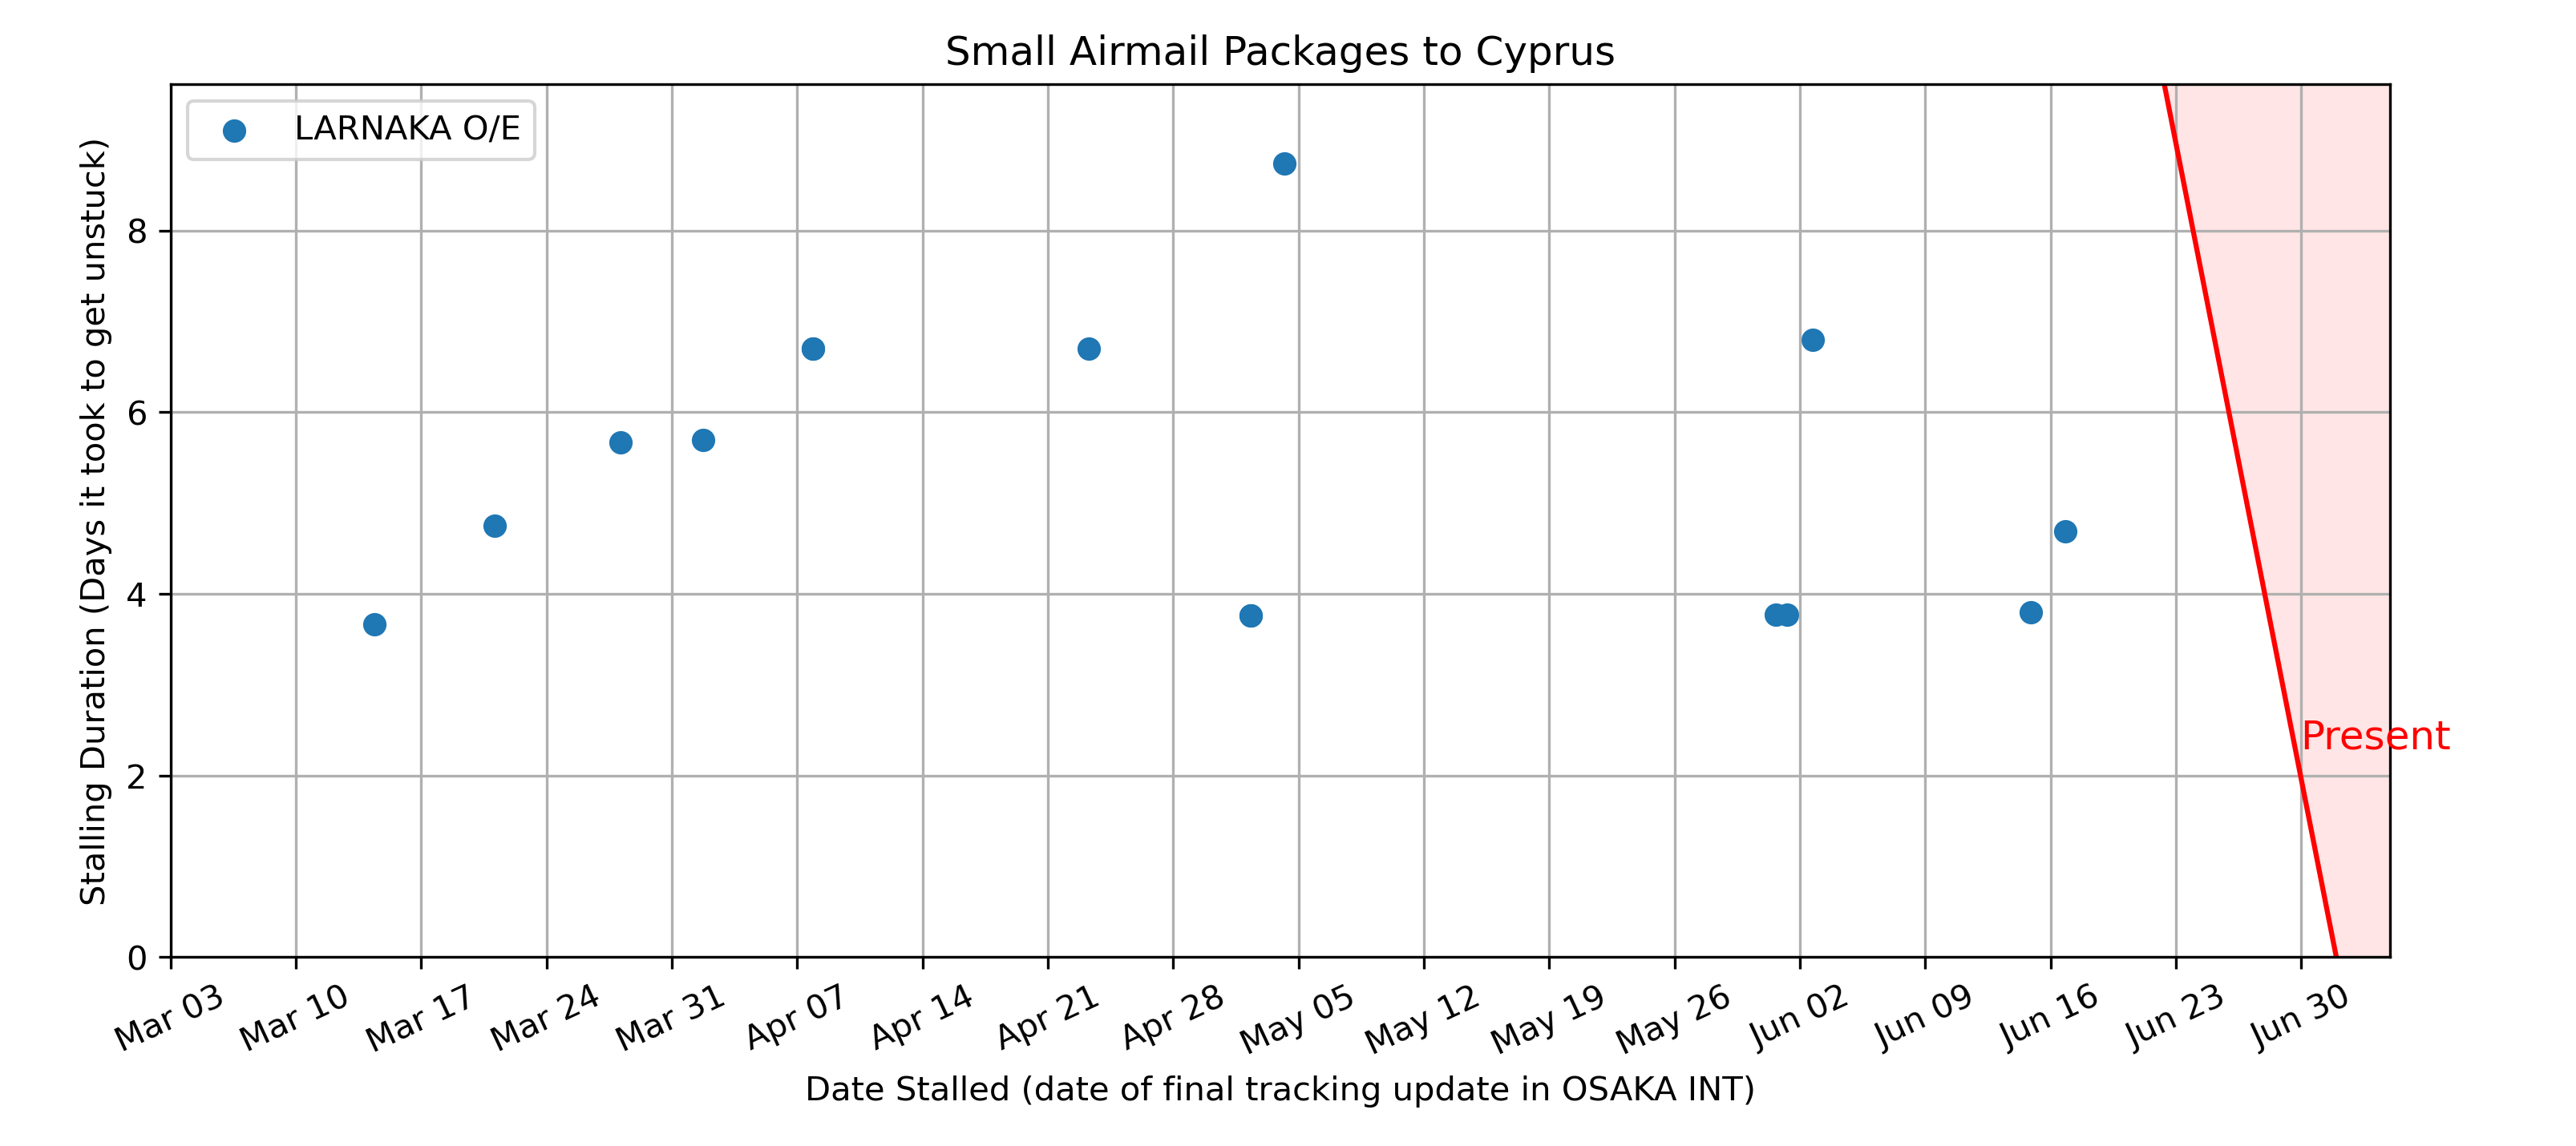 Small Airmail Packages to Cyprus
LARNAKA O/E
Stalling Duration (Days it took to get unstuck)
8
6
4
2
0
Present
Mar 03
Mar 10
Mar 17
Mar 24
Mar 31
Apr 07
Apr 14
Apr 21
Apr 28
May 05
May 12
May 19
May 26
Jun 02
Jun 09
Jun 16
Jun 23
Jun 30
Date Stalled (date of final tracking update in OSAKA INT)